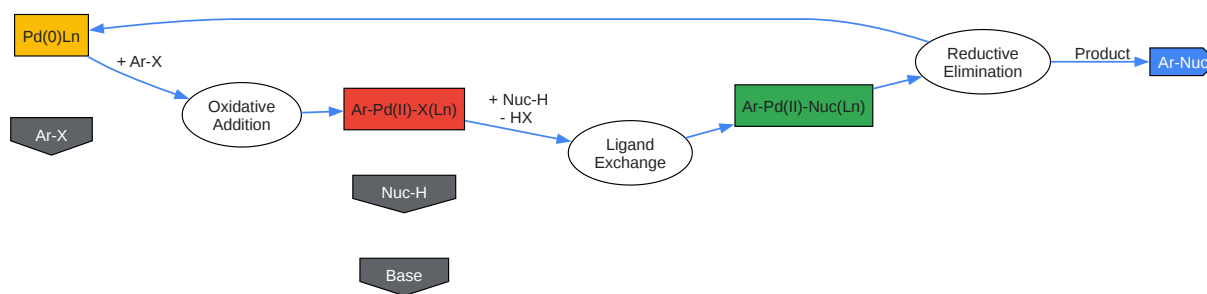 Pd(0)Ln
+ Ar-X
Ar-X
Oxidative
Addition
Ar-Pd(II)-X(Ln)
+ Nuc-H
- HX
Nuc-H
Base
Ligand
Exchange
Ar-Pd(II)-Nuc(Ln)
Reductive
Elimination
Product
Ar-Nuc